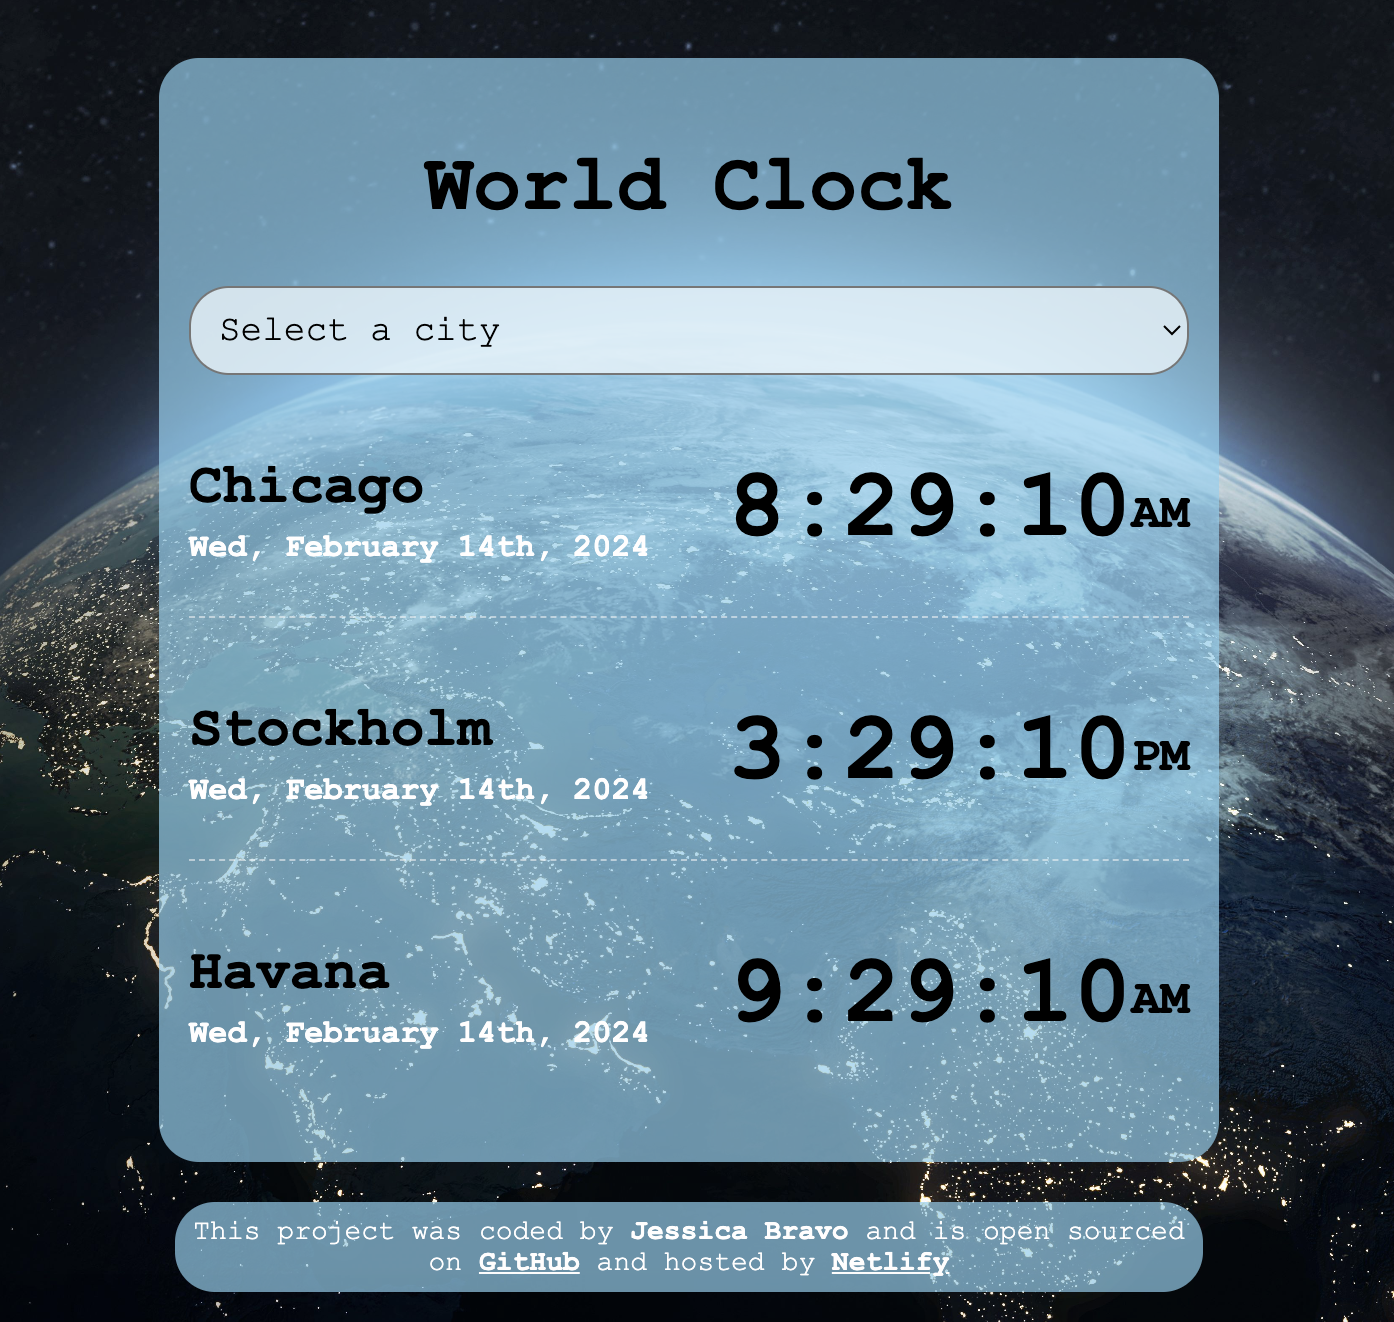 World Clock
Select a city
Chicago
8:29:10AM
Wed, February 14th, 2024
Stockholm
3:29:10PM
Wed, February 14th, 2024
Havana
9:29:10AM
Wed, February 14th, 2024
This project was coded by Jessica Bravo and is open sourced
on GitHub and hosted by Netlify